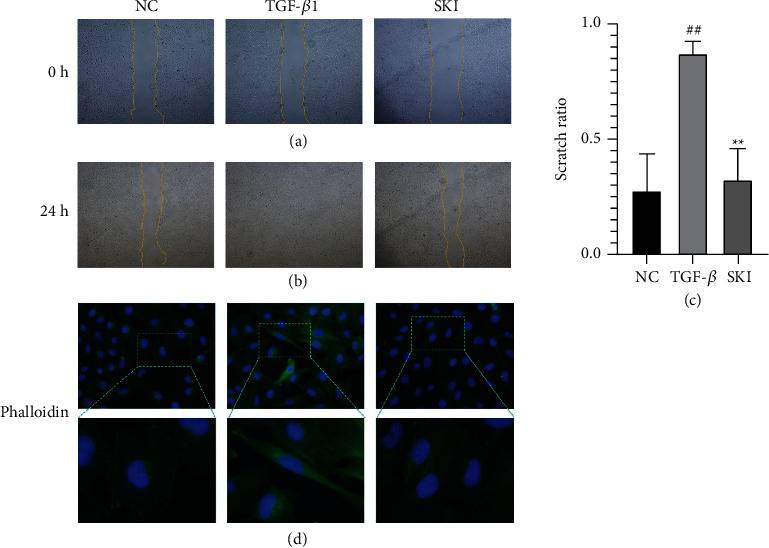 NC TGF-β1 SKI
0 h
(a)
24 h
(b)
Phalloidin
(d)
1.0
0.5
0.0
Scratch ratio
##
**
NC TGF-β SKI
(c)